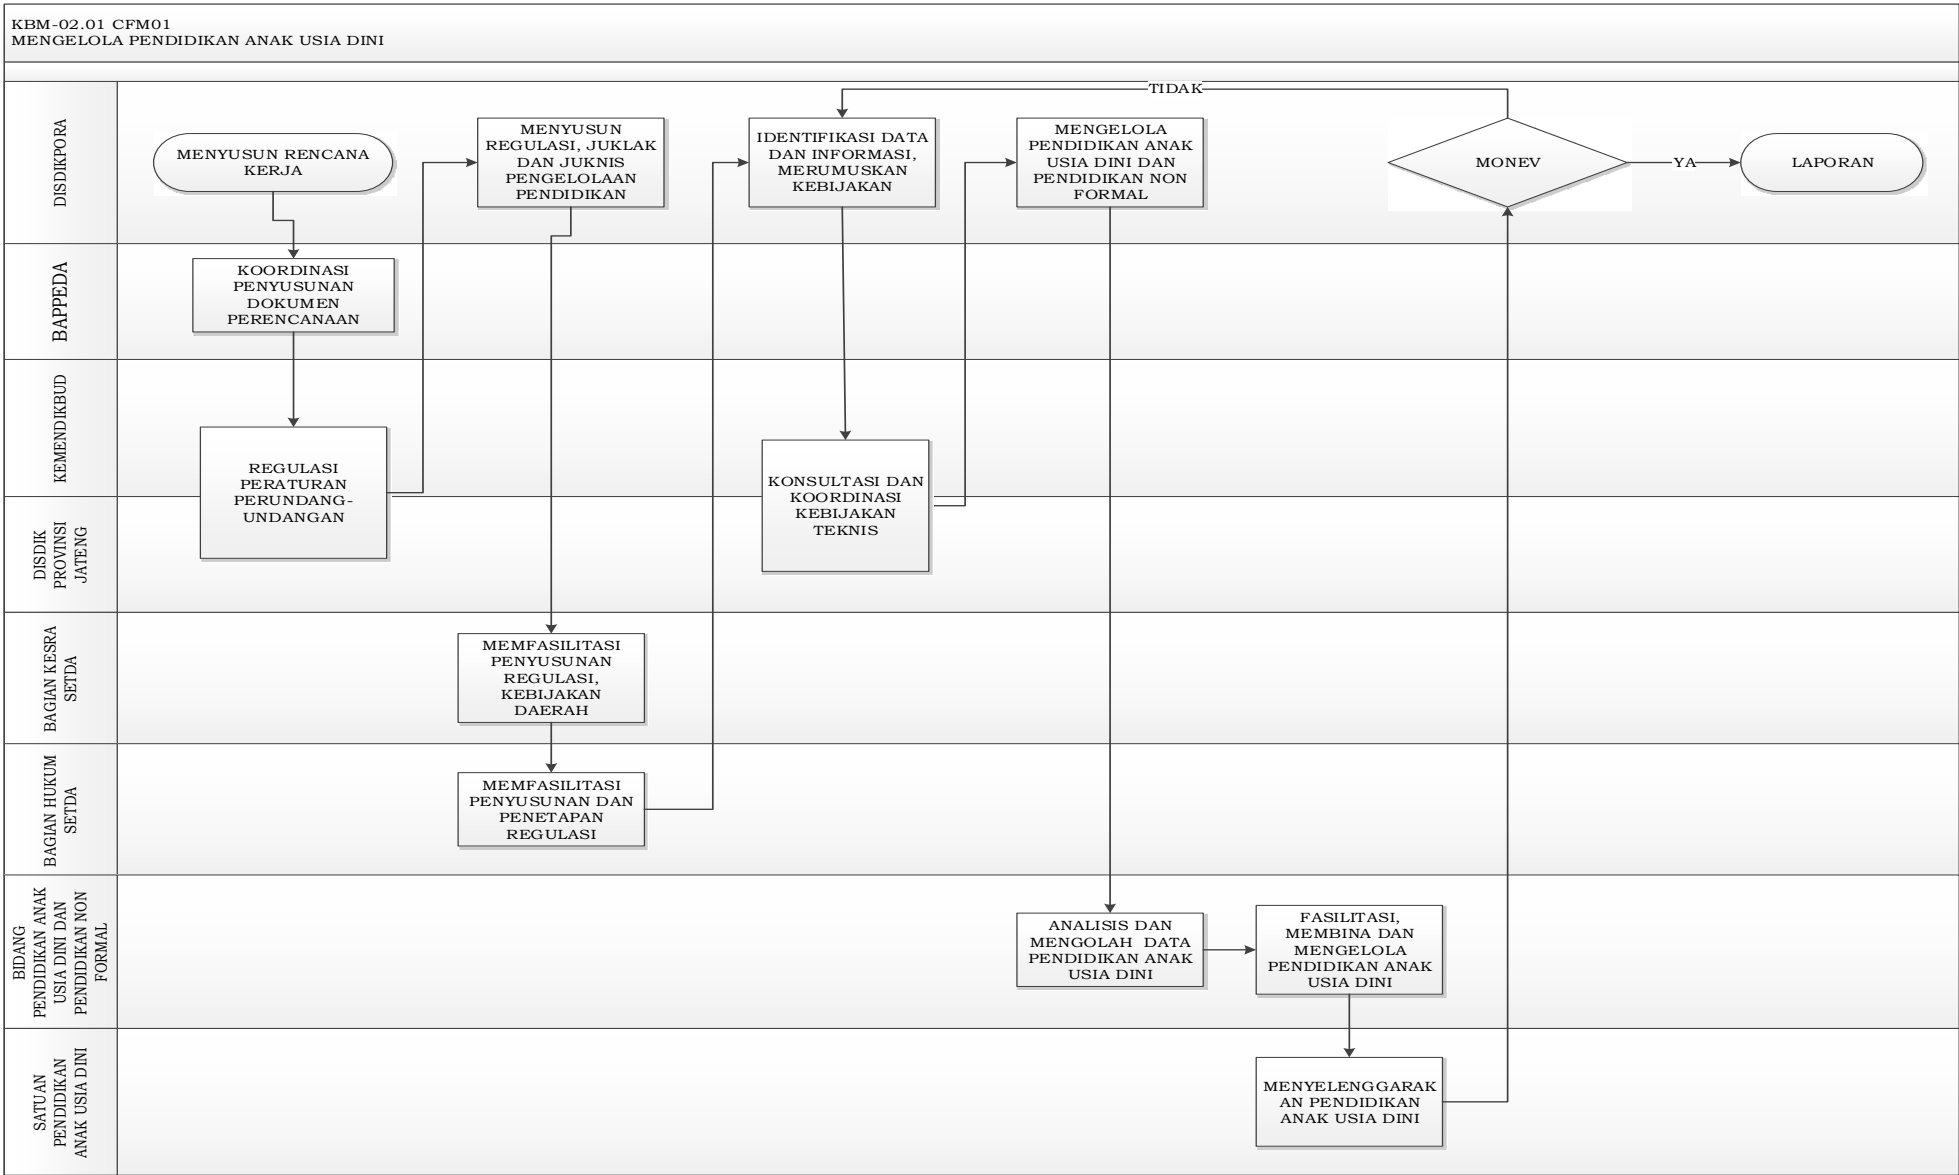 KBM-02.01 CFM01
MENGELOLA PENDIDIKAN ANAK USIA DINI
DISDIKPORA
MENYUSUN RENCANA
KERJA
MENYUSUN
REGULASI, JUKLAK
DAN JUKNIS
PENGELOLAAN
PENDIDIKAN
IDENTIFIKASI DATA
DAN INFORMASI,
MERUMUSKAN
KEBIJAKAN
MENGELOLA
PENDIDIKAN ANAK
USIA DINI DAN
PENDIDIKAN NON
FORMAL
TIDAK
MONEV
YA
LAPORAN
BAPPEDA
KOORDINASI
PENYUSUNAN
DOKUMEN
PERENCANAAN
KEMENDIKBUD
REGULASI
PERATURAN
PERUNDANG-
UNDANGAN
KONSULTASI DAN
KOORDINASI
KEBIJAKAN
TEKNIS
DISDIK
PROVINSI
JATENG
BAGIAN KESRA
SETDA
MEMFASILITASI
PENYUSUNAN
REGULASI,
KEBIJAKAN
DAERAH
BAGIAN HUKUM
SETDA
MEMFASILITASI
PENYUSUNAN DAN
PENETAPAN
REGULASI
BIDANG
PENDIDIKAN ANAK
USIA DINI DAN
PENDIDIKAN NON
FORMAL
ANALISIS DAN
MENGOLAH DATA
PENDIDIKAN ANAK
USIA DINI
FASILITASI,
MEMBINA DAN
MENGELOLA
PENDIDIKAN ANAK
USIA DINI
SATUAN
PENDIDIKAN
ANAK USIA DINI
MENYELENGGARAK
AN PENDIDIKAN
ANAK USIA DINI